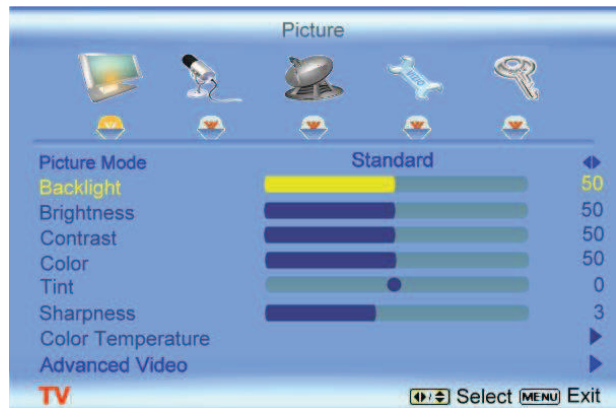 Picture
VIZIO
Picture Mode Standard
Backlight 50
Brightness 50
Contrast 50
Color 50
Tint 0
Sharpness 3
Color Temperature
Advanced Video
TV Select MENU Exit